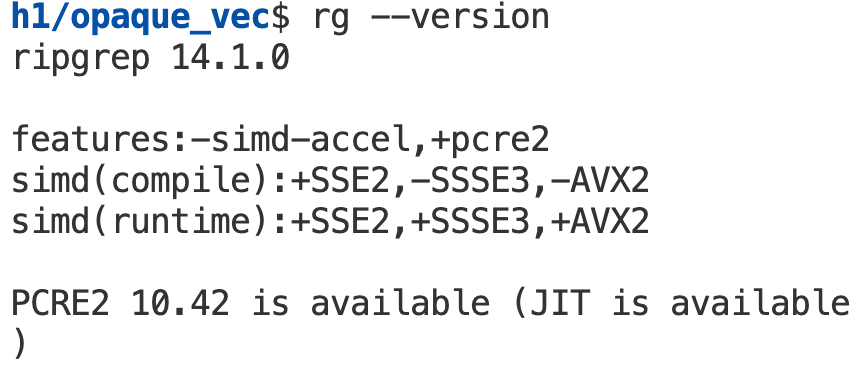 h1/opaque_vec$ rg --version
ripgrep 14.1.0

features:-simd-accel,+pcre2
simd(compile):+SSE2,-SSSE3,-AVX2
simd(runtime):+SSE2,+SSSE3,+AVX2

PCRE2 10.42 is available (JIT is available
)